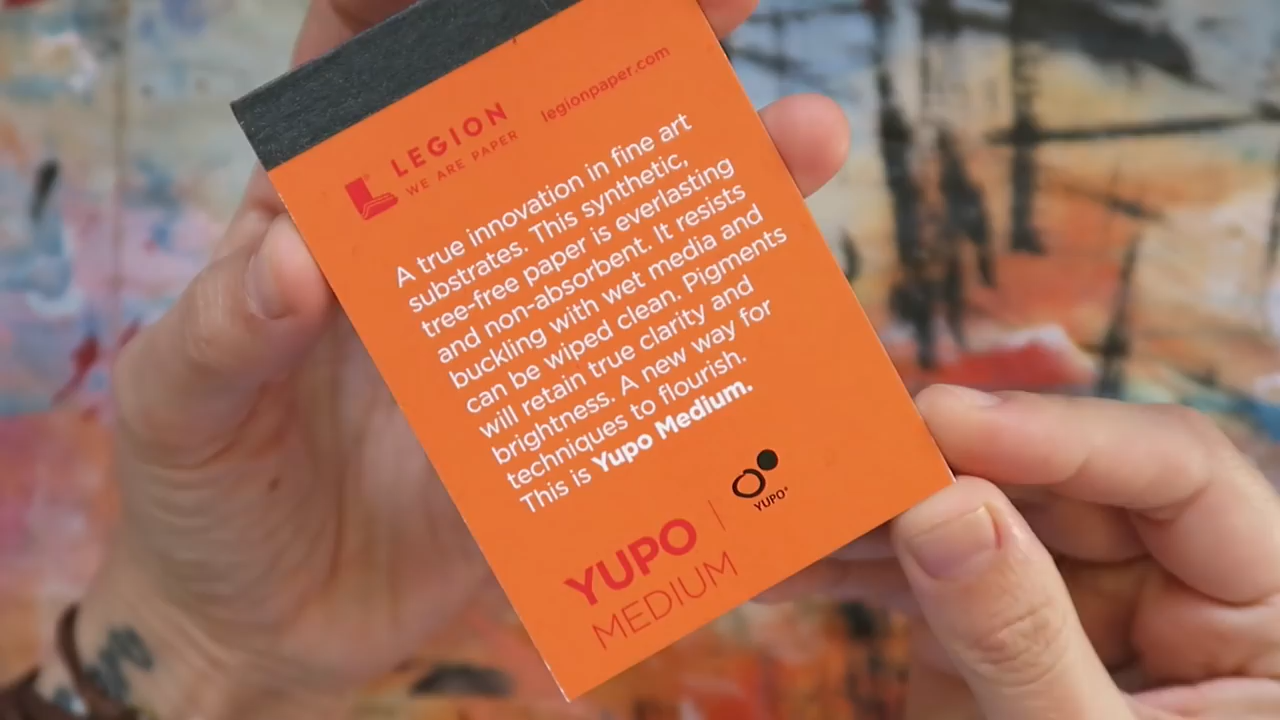 LEGION
WE ARE PAPER
legionpaper.com
A true innovation in fine art
substrates. This synthetic,
tree-free paper is everlasting
and non-absorbent. It resists
buckling with wet media and
can be wiped clean. Pigments
will retain true clarity and
brightness. A new way for
techniques to flourish.
This is Yupo Medium.
YUPO
MEDIUM
YUPO®